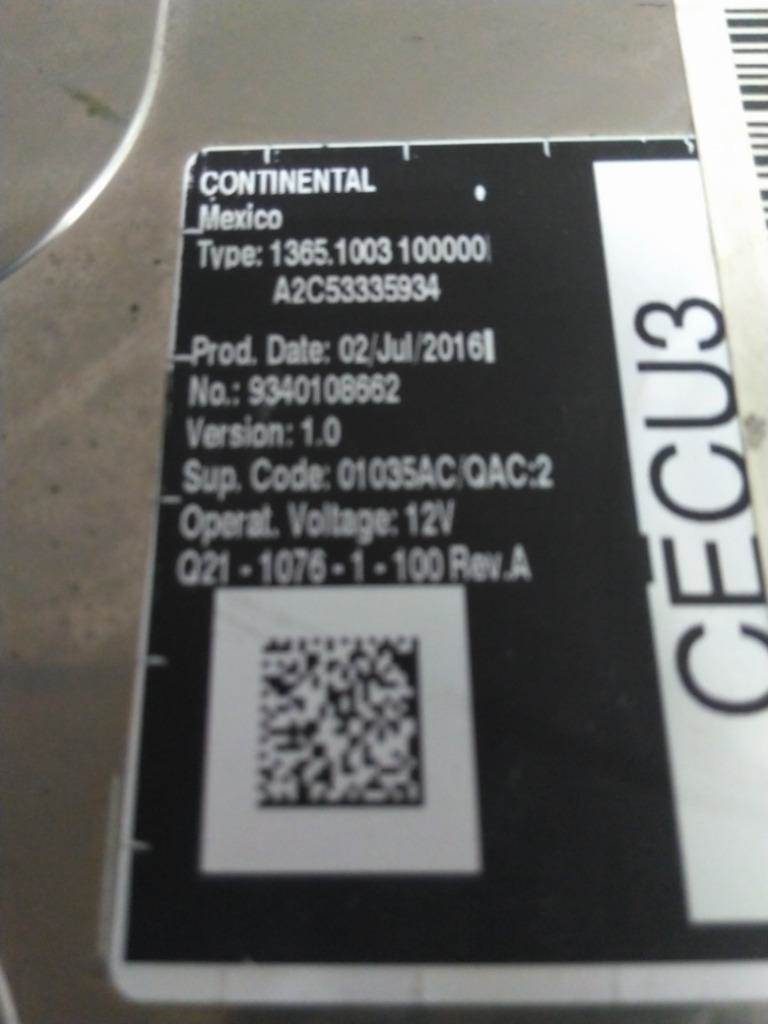 CONTINENTAL
Mexico
Type: 1365.1003 100000
A2C53335934
Prod. Date: 02/Jul/2016
No.: 9340108662
Version: 1.0
Sup. Code: 01035AC/QAC:2
Operat. Voltage: 12V
Q21 - 1076 - 1 - 100 Rev.A
CECU3